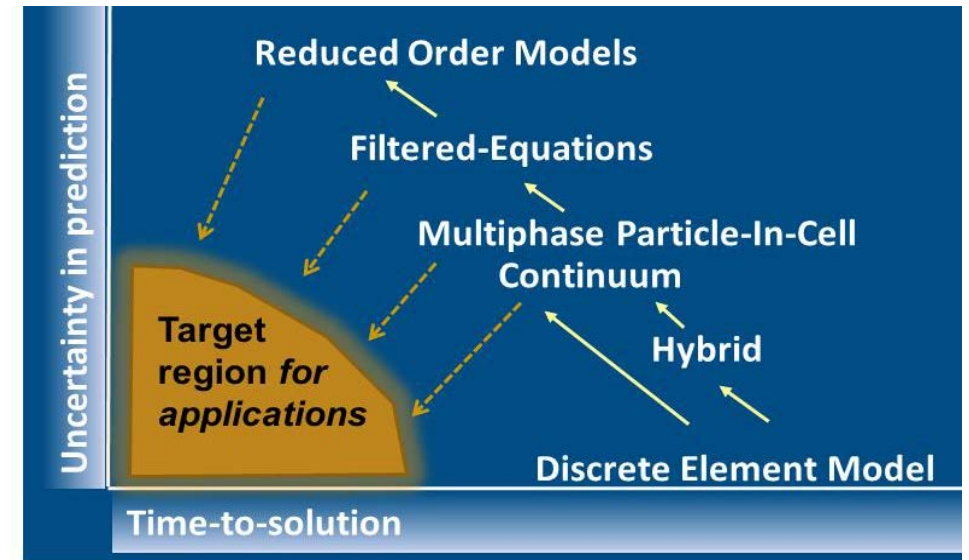 Reduced Order Models
Filtered-Equations
Multiphase Particle-In-Cell
Continuum
Hybrid
Discrete Element Model
Target
region for
applications
Uncertainty in prediction
Time-to-solution